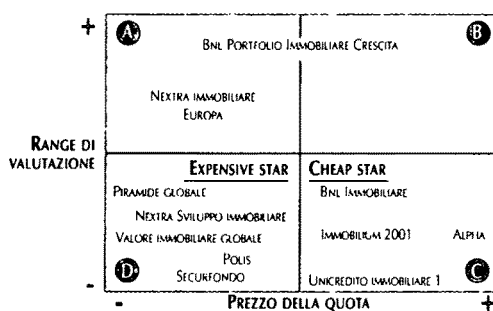 +
A
B
BNL PORTFOLIO IMMOBILIARE CRESCITA
NEXTRA IMMOBILIARE
EUROPA
RANGE DI
VALUTAZIONE
EXPENSIVE STAR
CHEAP STAR
PIRAMIDE GLOBALE
BNL IMMOBILIARE
NEXTRA SVILUPPO IMMOBILIARE
VALORE IMMOBILIARE GLOBALE
IMMOBILIUM 2001
ALPHA
POLIS
D
SECURFONDO
UNICREDITO IMMOBILIARE 1
C
-
-
PREZZO DELLA QUOTA
+